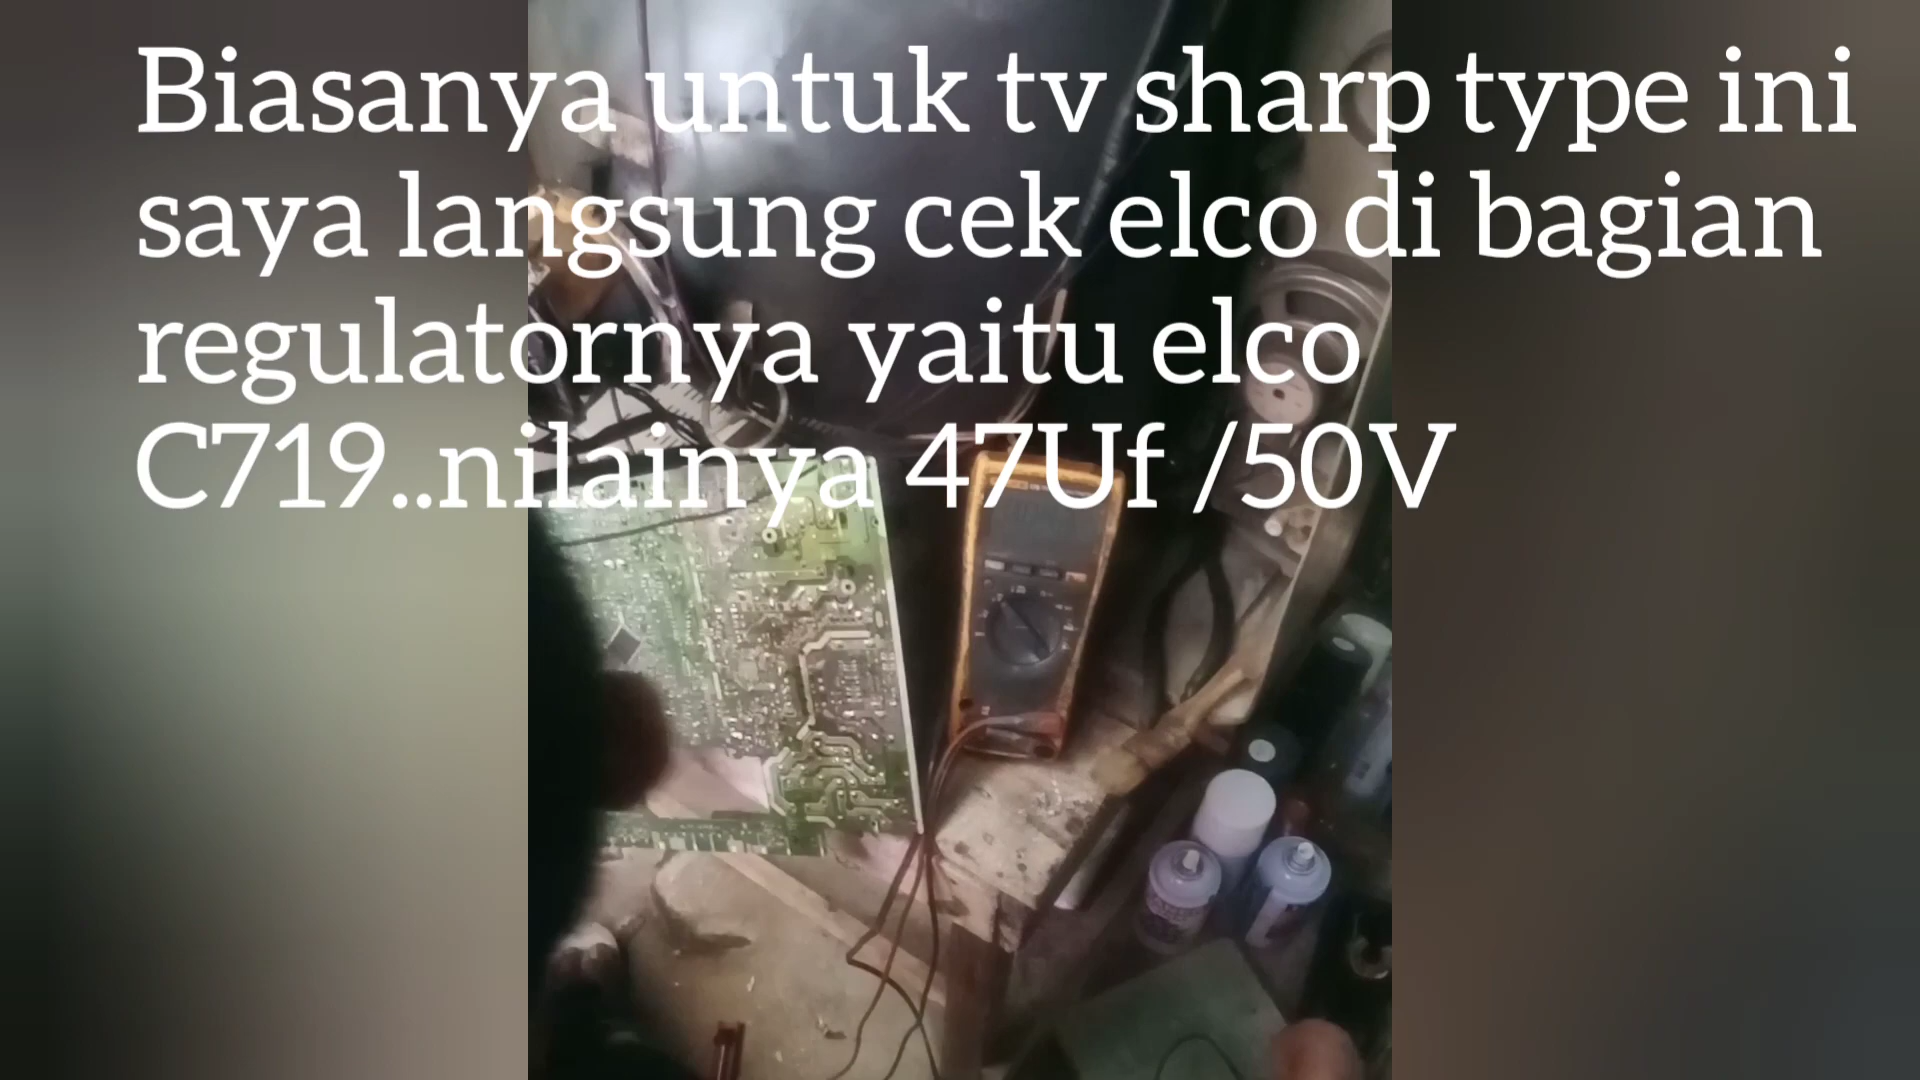 Biasanya untuk tv sharp type ini
saya langsung cek elco di bagian
regulatornya yaitu elco
C719..nilainya 47Uf /50V